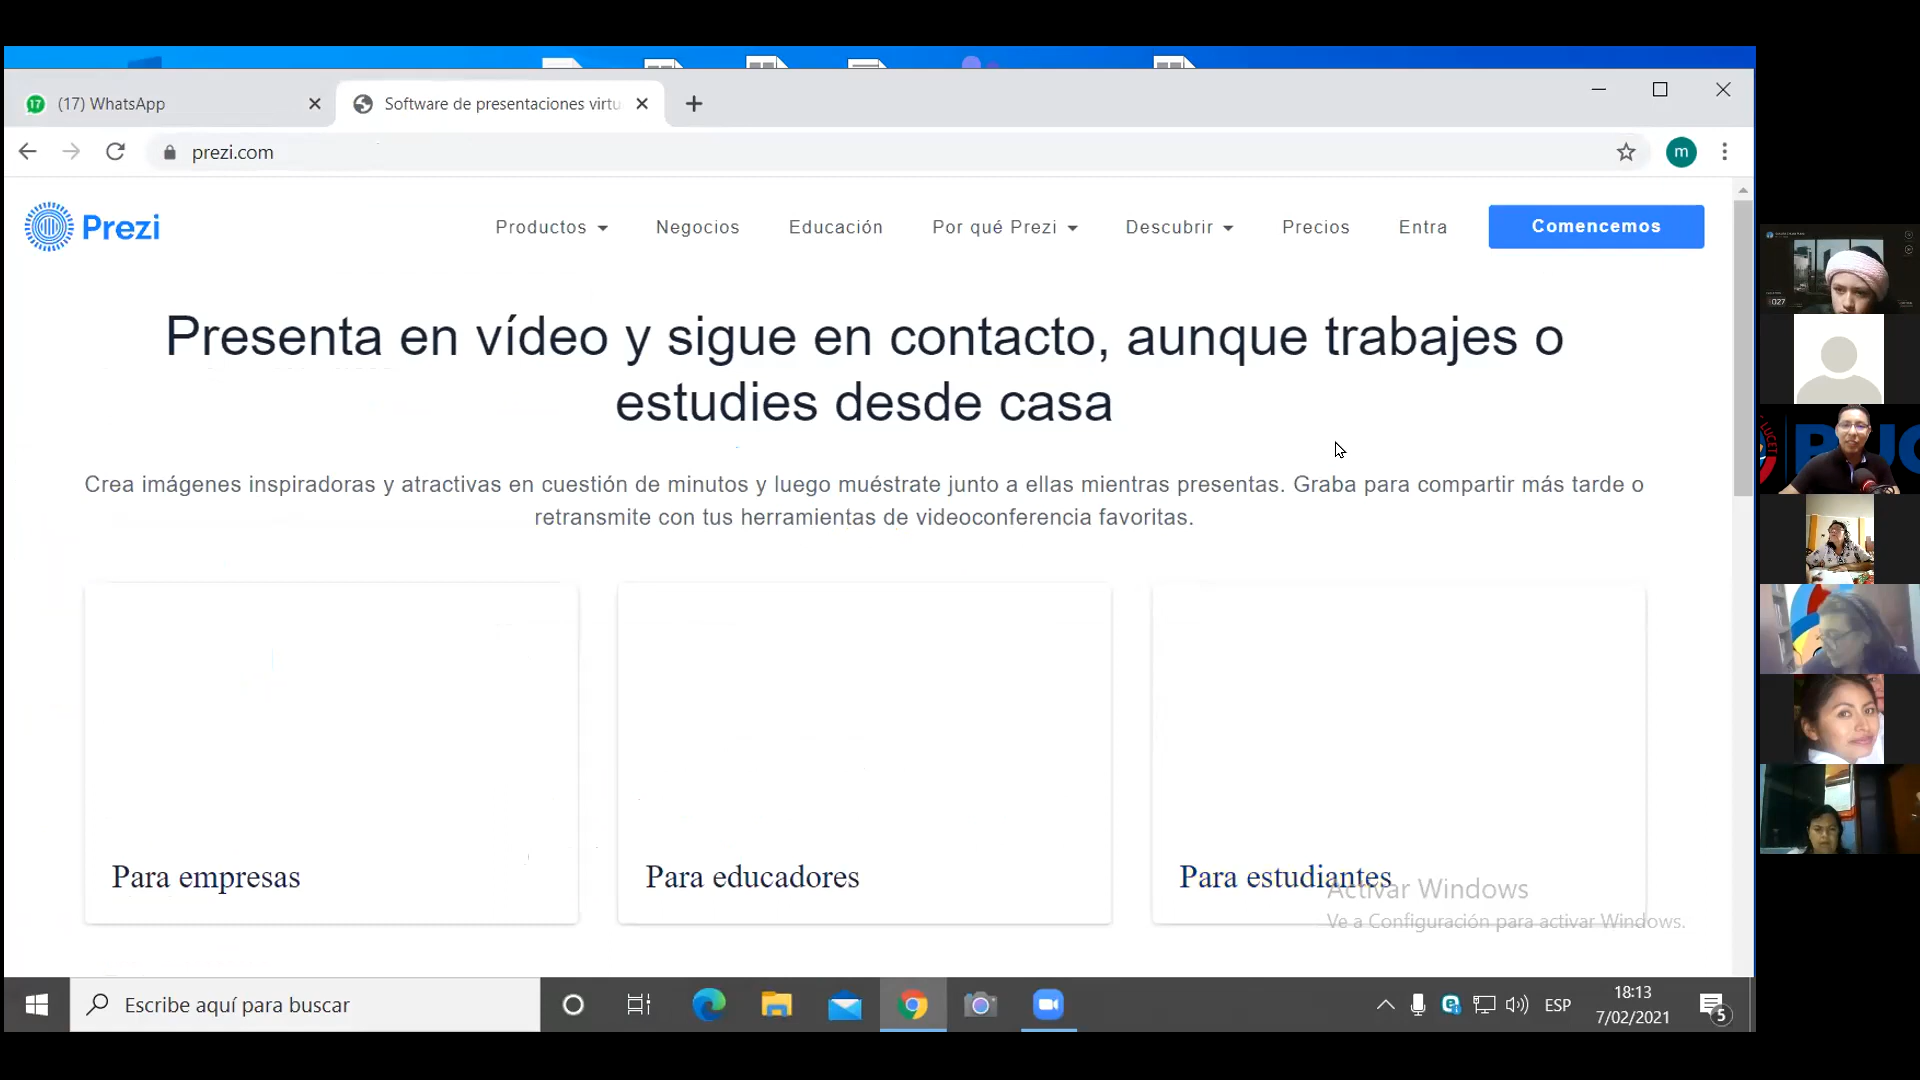 17
(17) WhatsApp
Software de presentaciones virtu
prezi.com
m
Prezi
Productos
Negocios
Educación
Por qué Prezi
Descubrir
Precios
Entra
Comencemos
Presenta en vídeo y sigue en contacto, aunque trabajes o
estudies desde casa
Crea imágenes inspiradoras y atractivas en cuestión de minutos y luego muéstrate junto a ellas mientras presentas. Graba para compartir más tarde o
retransmite con tus herramientas de videoconferencia favoritas.
Para empresas
Para educadores
Para estudiantes
Activar Windows
Ve a Configuración para activar Windows.
Escribe aquí para buscar
ESP
18:13
7/02/2021
5
027
LUCET